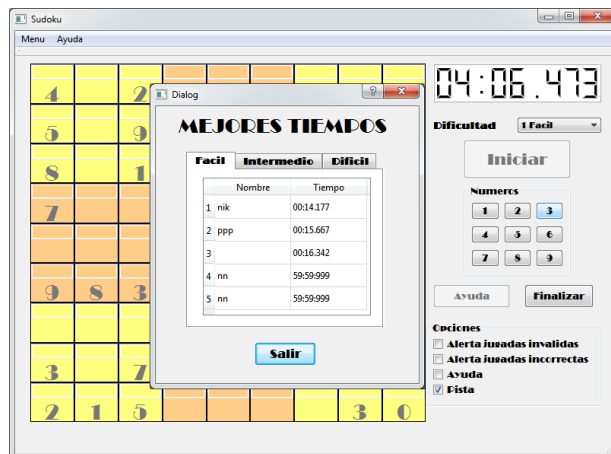 Sudoku
Menu Ayuda
4 2
5 9
8 1
7
9 8 3
3 7
2 1 5 3 0
Dialog
MEJORES TIEMPOS
Facil Intermedio Dificil
Nombre Tiempo
1 nik 00:14.177
2 ppp 00:15.667
3 00:16.342
4 nn 59:59:999
5 nn 59:59:999
Salir
04:06.473
Dificultad 1 Facil
Iniciar
Numeros
1 2 3
4 5 6
7 8 9
Ayuda Finalizar
Opciones
Alerta jugadas invalidas
Alerta jugadas incorrectas
Ayuda
Pista